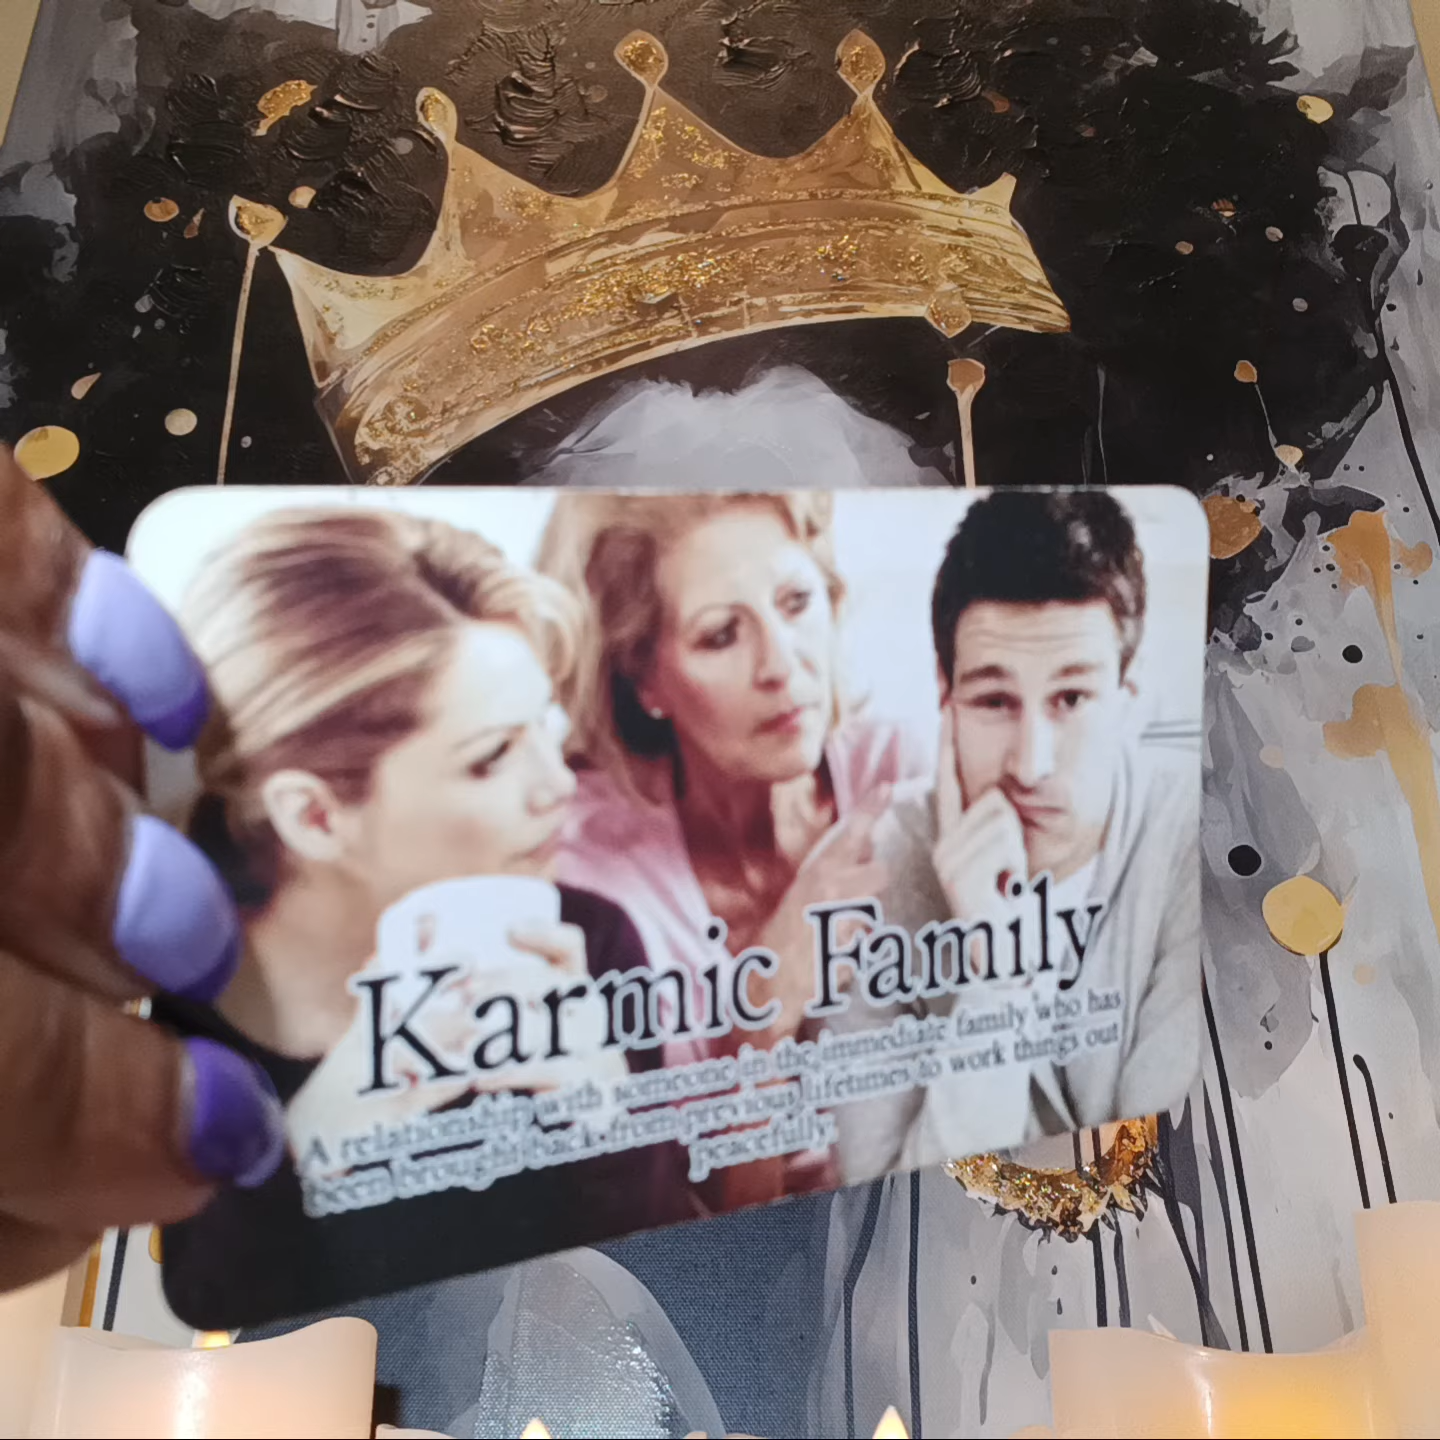 Karmic Family
A relationship with someone in the immediate family who has
been brought back from previous lifetimes to work things out
peacefully.